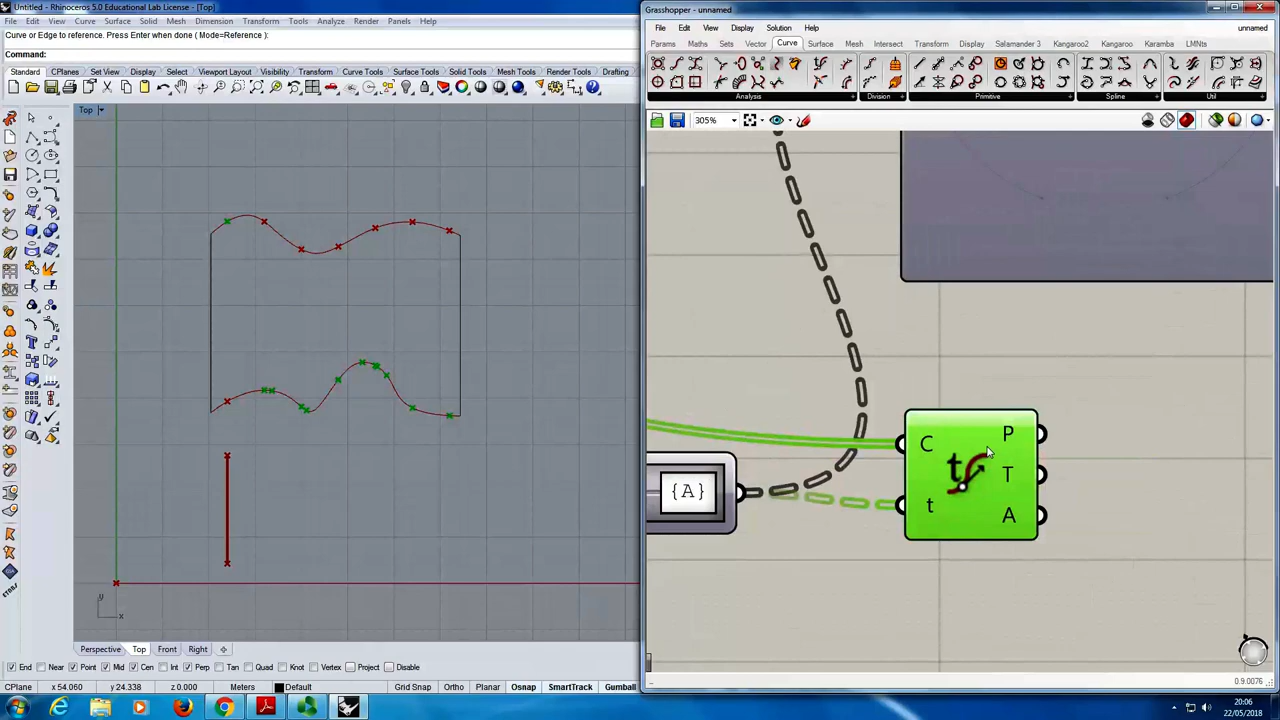 Untitled - Rhinoceros 5.0 Educational Lab License - [Top]
File Edit View Curve Surface Solid Mesh Dimension Transform Tools Analyze Render Panels Help
Curve or Edge to reference. Press Enter when done ( Mode=Reference ):
Command:
Standard CPlanes Set View Display Select Viewport Layout Visibility Transform Curve Tools Surface Tools Solid Tools Mesh Tools Render Tools Drafting
Top
y
x
Perspective Top Front Right
End Near Point Mid Cen Int Perp Tan Quad Knot Vertex Project Disable
CPlane x 54.060 y 24.338 z 0.000 Meters Default Grid Snap Ortho Planar Osnap SmartTrack Gumball
Grasshopper - unnamed
File Edit View Display Solution Help unnamed
Params Maths Sets Vector Curve Surface Mesh Intersect Transform Display Salamander 3 Kangaroo2 Kangaroo Karamba LMNts
Analysis Division Primitive Spline Util
305%
{A}
C
t
t
P
T
A
0.9.0076
20:06
22/05/2018